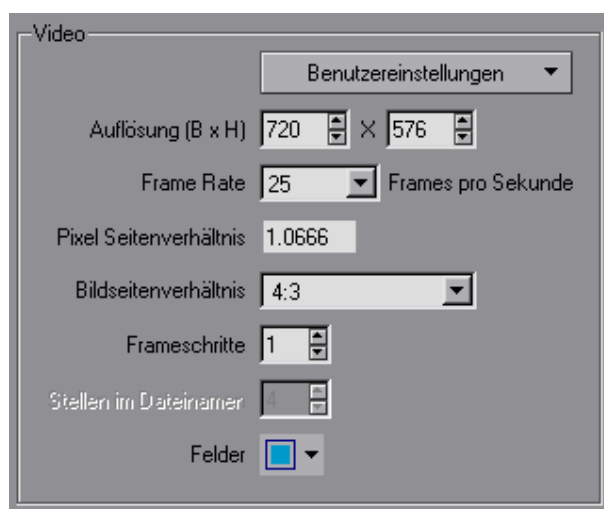 Video
Benutzereinstellungen
Auflösung (B x H) 720 X 576
Frame Rate 25 Frames pro Sekunde
Pixel Seitenverhältnis 1.0666
Bildseitenverhältnis 4:3
Frameschritte 1
Stellen im Dateinamen 4
Felder